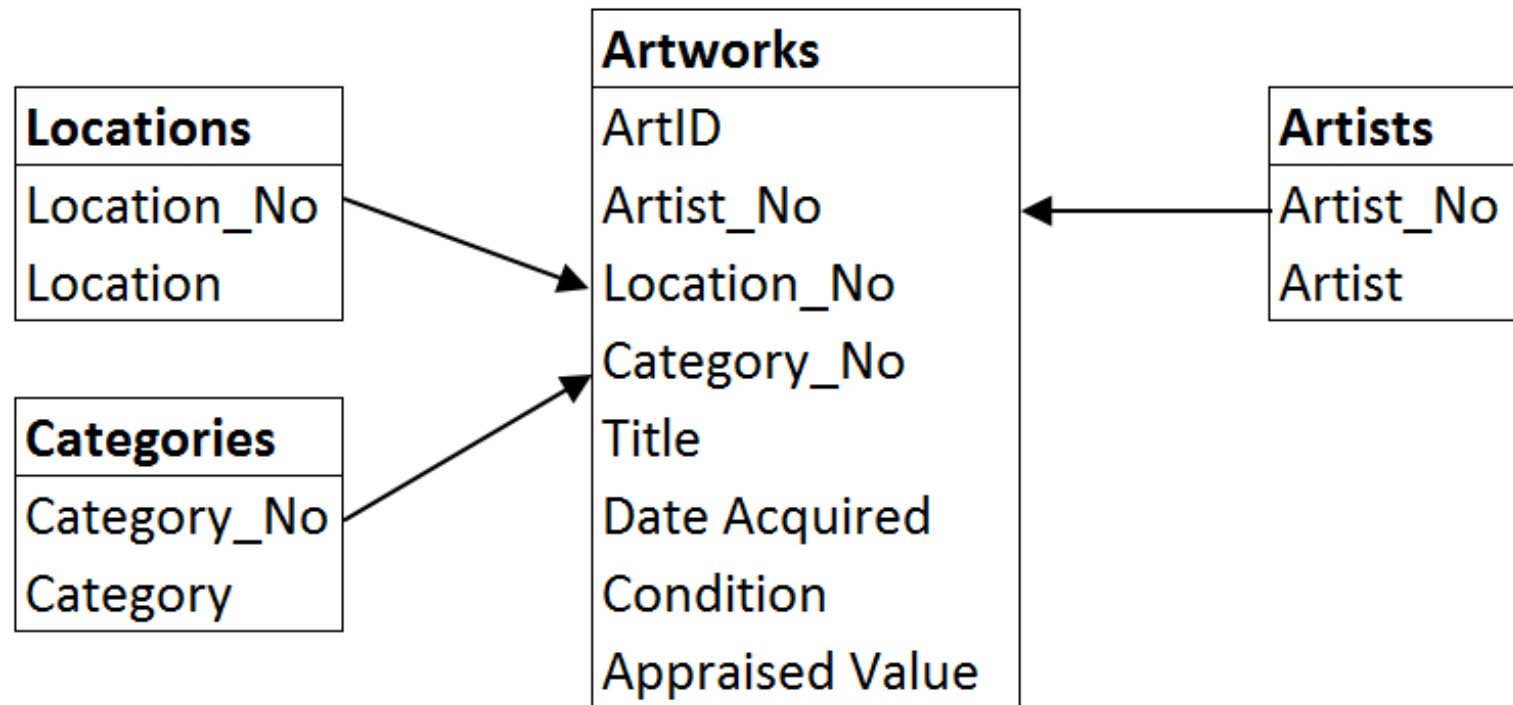 Locations
Location_No
Location
Categories
Category_No
Category
Artworks
ArtID
Artist_No
Location_No
Category_No
Title
Date Acquired
Condition
Appraised Value
Artists
Artist_No
Artist